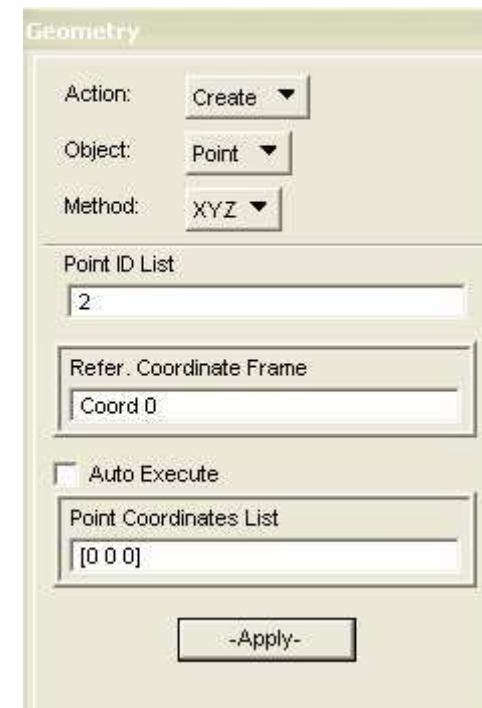 Geometry
Action: Create
Object: Point
Method: XYZ
Point ID List
2
Refer. Coordinate Frame
Coord 0
Auto Execute
Point Coordinates List
[0 0 0]
-Apply-